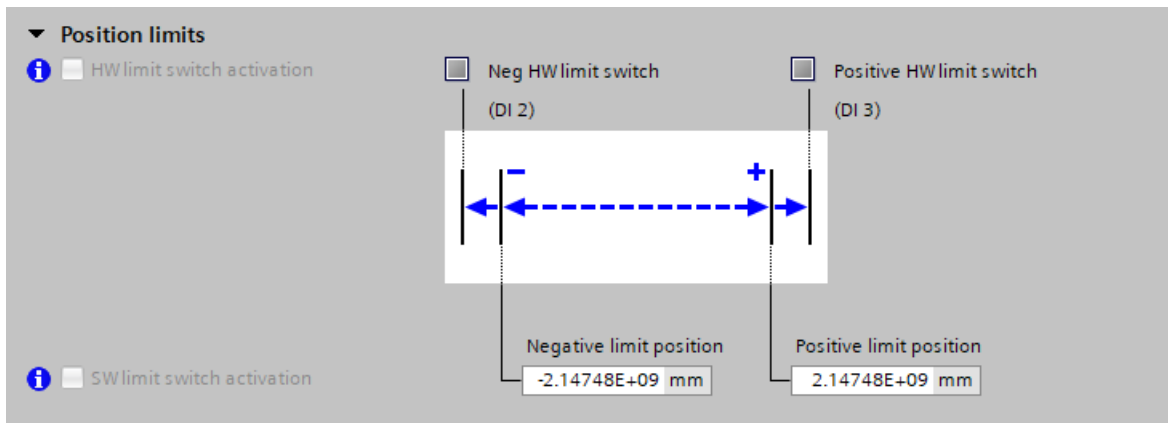 Position limits
HW limit switch activation
Neg HW limit switch
(DI 2)
Positive HW limit switch
(DI 3)
−
+
Negative limit position
-2.14748E+09 mm
Positive limit position
2.14748E+09 mm
SW limit switch activation